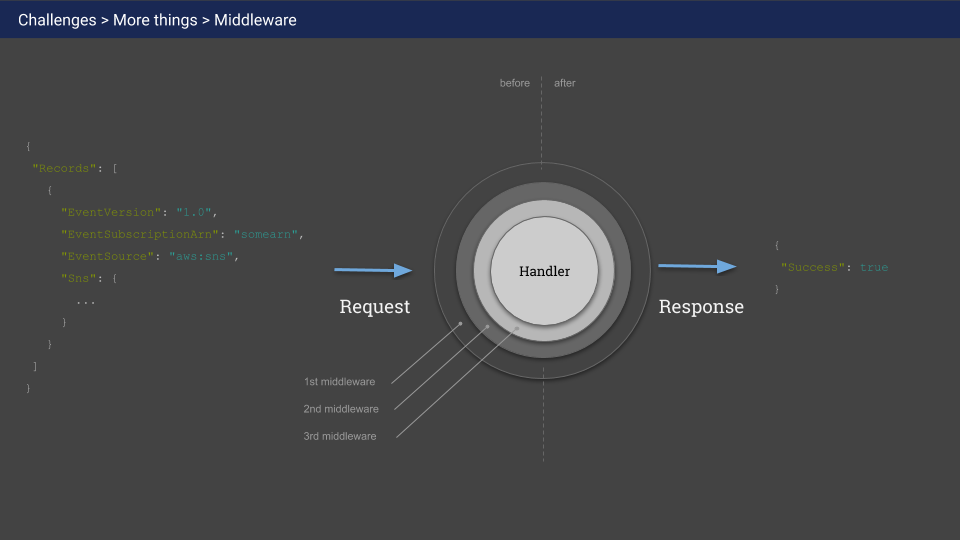 Challenges > More things > Middleware
before
after
{
"Records": [
{
"EventVersion": "1.0",
"EventSubscriptionArn": "somearn",
"EventSource": "aws:sns",
"Sns": {
...
}
}
]
}
Request
Handler
Response
{
"Success": true
}
1st middleware
2nd middleware
3rd middleware